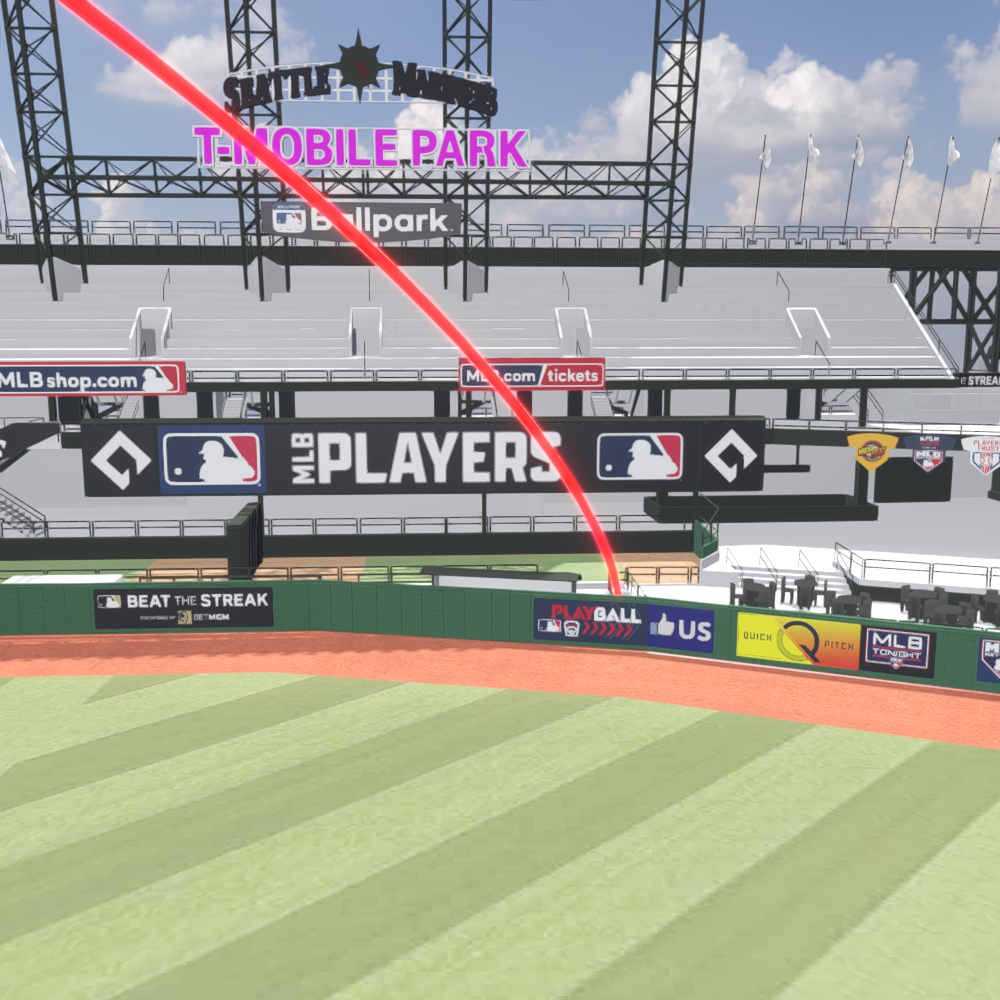 SEATTLE MARINERS
T-MOBILE PARK
Ballpark
MLBshop.com
MLB.com/tickets
STREAK
MLB PLAYERS
BEAT THE STREAK
BETMGM
PLAYBALL
US
QUICK PITCH
MLB
TONIGHT